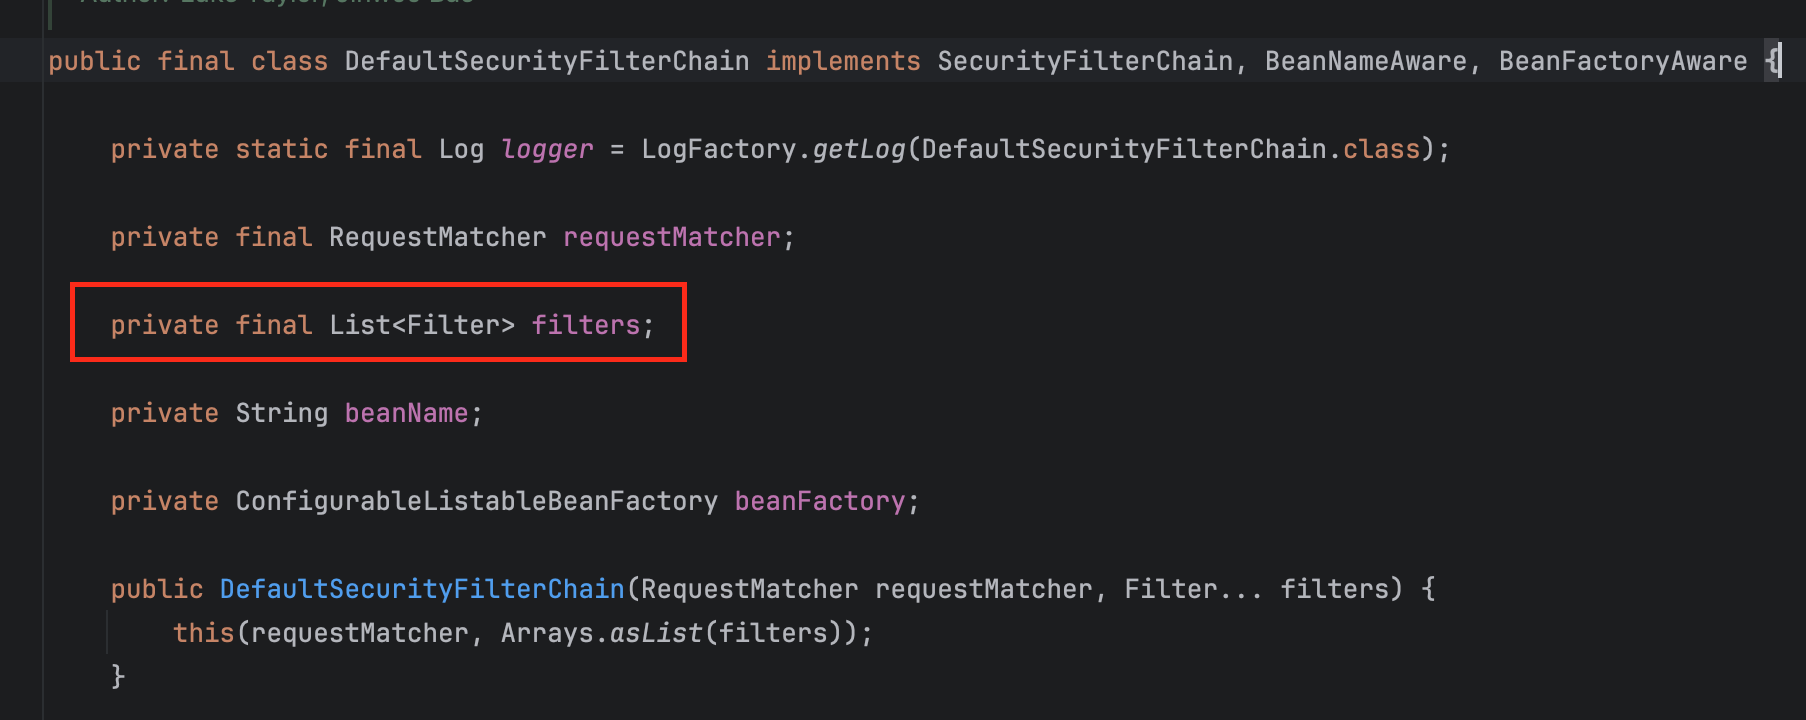 public final class DefaultSecurityFilterChain implements SecurityFilterChain, BeanNameAware, BeanFactoryAware {
private static final Log logger = LogFactory.getLog(DefaultSecurityFilterChain.class);
private final RequestMatcher requestMatcher;
private final List<Filter> filters;
private String beanName;
private ConfigurableListableBeanFactory beanFactory;
public DefaultSecurityFilterChain(RequestMatcher requestMatcher, Filter... filters) {
this(requestMatcher, Arrays.asList(filters));
}